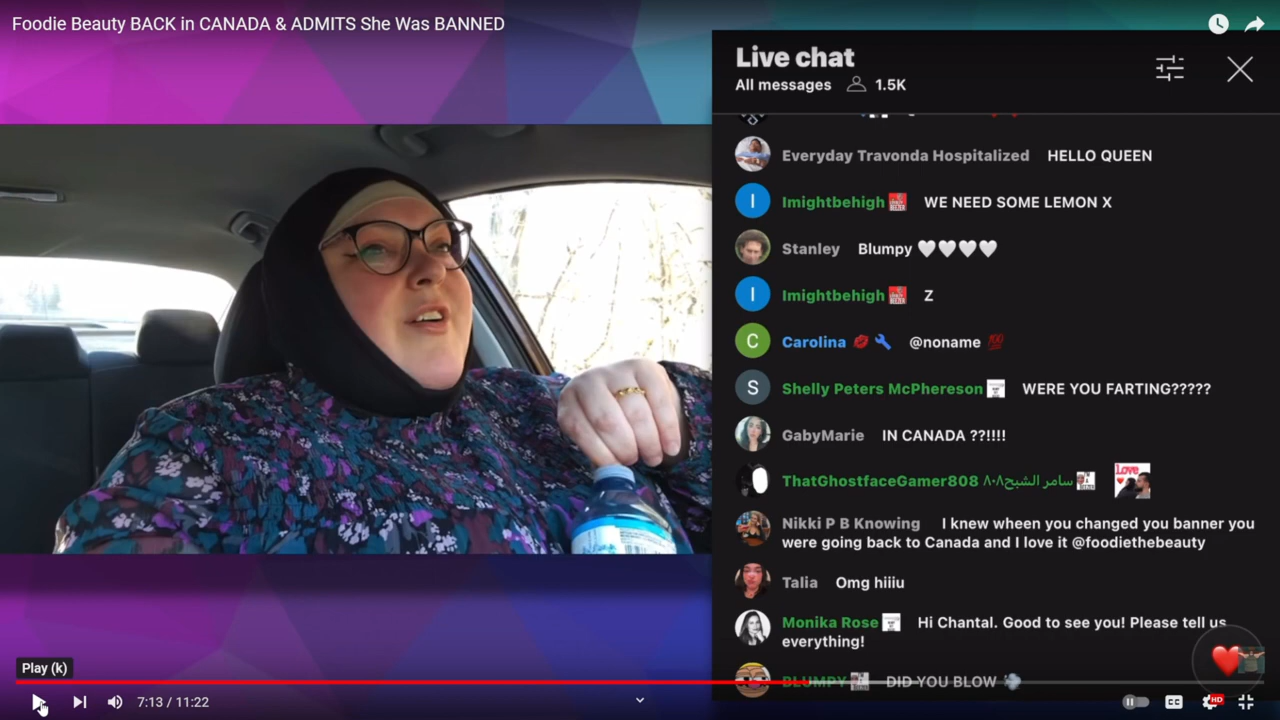 Foodie Beauty BACK in CANADA & ADMITS She Was BANNED
Live chat
All messages 1.5K
Everyday Travonda Hospitalized HELLO QUEEN
Imightbehigh WE NEED SOME LEMON X
Stanley Blumpy 🤍🤍🤍🤍
I
Imightbehigh Z
C
Carolina 💋🔧 @noname 💯
S
Shelly Peters McPhereson WERE YOU FARTING?????
GabyMarie IN CANADA ??!!!!
ThatGhostfaceGamer808 سامر الشبح٨٠٨
Love
Nikki P B Knowing I knew wheen you changed you banner you
were going back to Canada and I love it @foodiethebeauty
Talia Omg hiiiu
Monika Rose Hi Chantal. Good to see you! Please tell us
everything!
BLUMPY DID YOU BLOW 💨
Play (k)
7:13 / 11:22
CC
HD